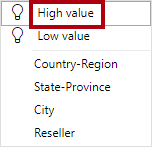 High value
Low value
Country-Region
State-Province
City
Reseller